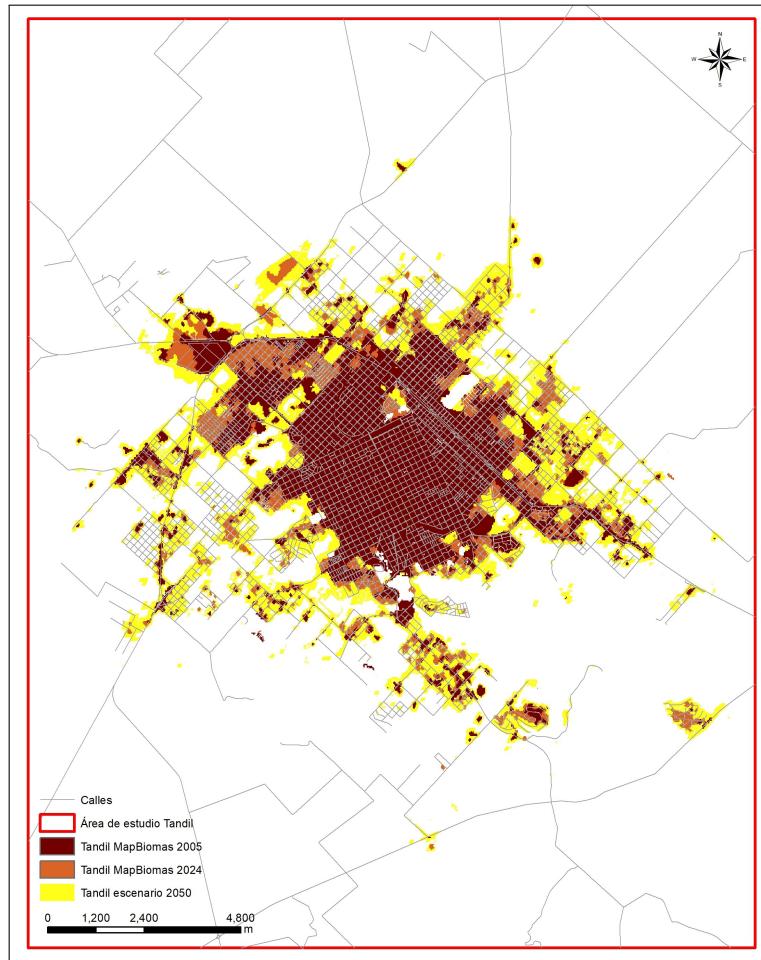 N
W E
S
Calles
Área de estudio Tandil
Tandil MapBiomas 2005
Tandil MapBiomas 2024
Tandil escenario 2050
0 1,200 2,400 4,800
m